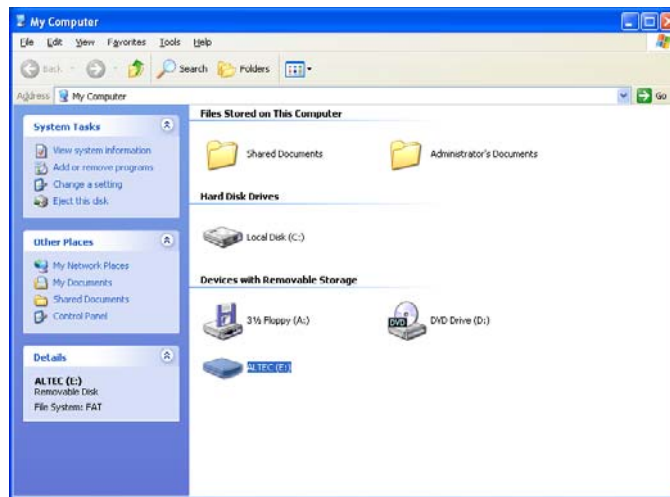 My Computer
File Edit View Favorites Tools Help
Back Search Folders
Address My Computer Go
System Tasks
View system information
Add or remove programs
Change a setting
Eject this disk
Other Places
My Network Places
My Documents
Shared Documents
Control Panel
Details
ALTEC (E:)
Removable Disk
File System: FAT
Files Stored on This Computer
Shared Documents Administrator's Documents
Hard Disk Drives
Local Disk (C:)
Devices with Removable Storage
3½ Floppy (A:) DVD Drive (D:)
DVD
ALTEC (E:)